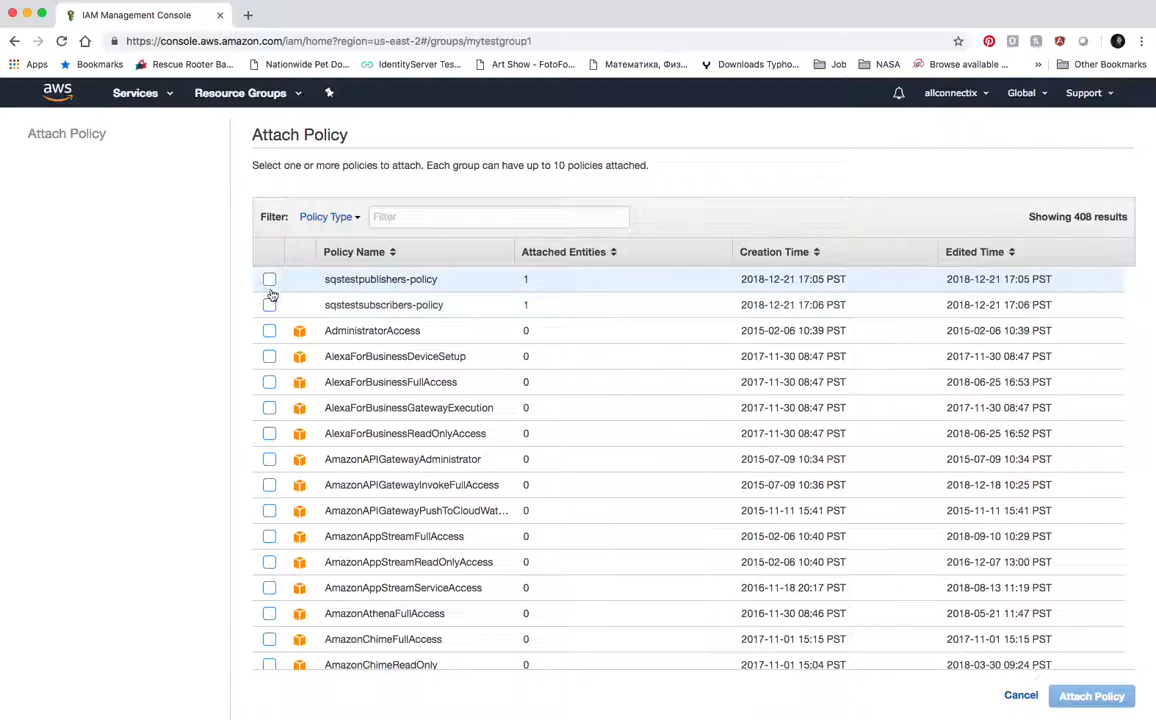 IAM Management Console
https://console.aws.amazon.com/iam/home?region=us-east-2#/groups/mytestgroup1
Apps Bookmarks Rescue Rooter Ba... Nationwide Pet Do... IdentityServer Tes... Art Show - FotoFo... Математика, Физ... Downloads Typho... Job NASA Browse available ... » Other Bookmarks
aws Services Resource Groups allconnectix Global Support
Attach Policy
Attach Policy
Select one or more policies to attach. Each group can have up to 10 policies attached.
Filter: Policy Type Filter Showing 408 results
Policy Name Attached Entities Creation Time Edited Time
sqstestpublishers-policy 1 2018-12-21 17:05 PST 2018-12-21 17:05 PST
sqstestsubscribers-policy 1 2018-12-21 17:06 PST 2018-12-21 17:06 PST
AdministratorAccess 0 2015-02-06 10:39 PST 2015-02-06 10:39 PST
AlexaForBusinessDeviceSetup 0 2017-11-30 08:47 PST 2017-11-30 08:47 PST
AlexaForBusinessFullAccess 0 2017-11-30 08:47 PST 2018-06-25 16:53 PST
AlexaForBusinessGatewayExecution 0 2017-11-30 08:47 PST 2017-11-30 08:47 PST
AlexaForBusinessReadOnlyAccess 0 2017-11-30 08:47 PST 2018-06-25 16:52 PST
AmazonAPIGatewayAdministrator 0 2015-07-09 10:34 PST 2015-07-09 10:34 PST
AmazonAPIGatewayInvokeFullAccess 0 2015-07-09 10:36 PST 2018-12-18 10:25 PST
AmazonAPIGatewayPushToCloudWat... 0 2015-11-11 15:41 PST 2015-11-11 15:41 PST
AmazonAppStreamFullAccess 0 2015-02-06 10:40 PST 2018-09-10 10:29 PST
AmazonAppStreamReadOnlyAccess 0 2015-02-06 10:40 PST 2016-12-07 13:00 PST
AmazonAppStreamServiceAccess 0 2016-11-18 20:17 PST 2018-08-13 11:19 PST
AmazonAthenaFullAccess 0 2016-11-30 08:46 PST 2018-05-21 11:47 PST
AmazonChimeFullAccess 0 2017-11-01 15:15 PST 2017-11-01 15:15 PST
AmazonChimeReadOnly 0 2017-11-01 15:04 PST 2018-03-30 09:24 PST
Cancel Attach Policy